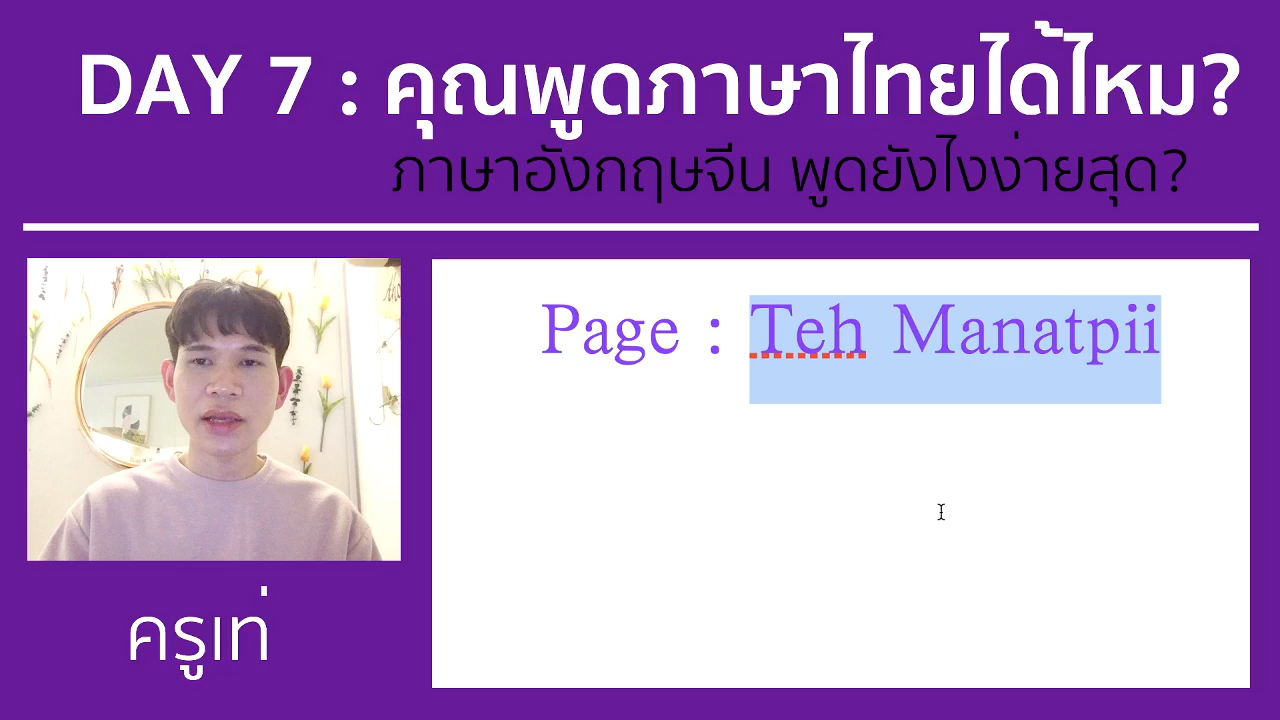 DAY 7 : คุณพูดภาษาไทยได้ไหม?
ภาษาอังกฤษจีน พูดยังไงง่ายสุด?
Page : Teh Manatpii
ครูเท่